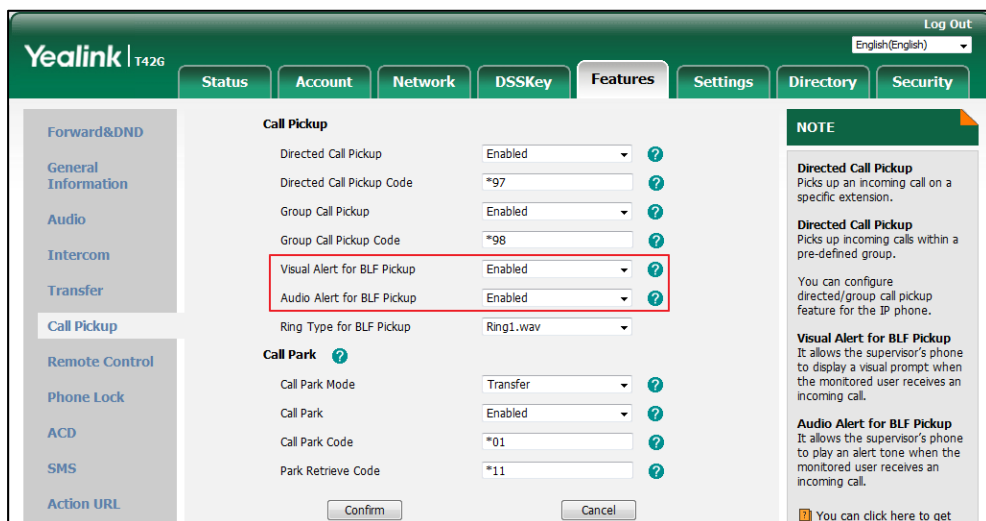 Log Out
English(English)
Yealink | T42G
Status Account Network DSSKey Features Settings Directory Security
Forward&DND
General
Information
Audio
Intercom
Transfer
Call Pickup
Remote Control
Phone Lock
ACD
SMS
Action URL
Call Pickup
Directed Call Pickup Enabled ?
Directed Call Pickup Code *97 ?
Group Call Pickup Enabled ?
Group Call Pickup Code *98 ?
Visual Alert for BLF Pickup Enabled ?
Audio Alert for BLF Pickup Enabled ?
Ring Type for BLF Pickup Ring1.wav
Call Park ?
Call Park Mode Transfer ?
Call Park Enabled ?
Call Park Code *01 ?
Park Retrieve Code *11 ?
Confirm Cancel
NOTE
Directed Call Pickup
Picks up an incoming call on a
specific extension.
Directed Call Pickup
Picks up incoming calls within a
pre-defined group.
You can configure
directed/group call pickup
feature for the IP phone.
Visual Alert for BLF Pickup
It allows the supervisor's phone
to display a visual prompt when
the monitored user receives an
incoming call.
Audio Alert for BLF Pickup
It allows the supervisor's phone
to play an alert tone when the
monitored user receives an
incoming call.
? You can click here to get